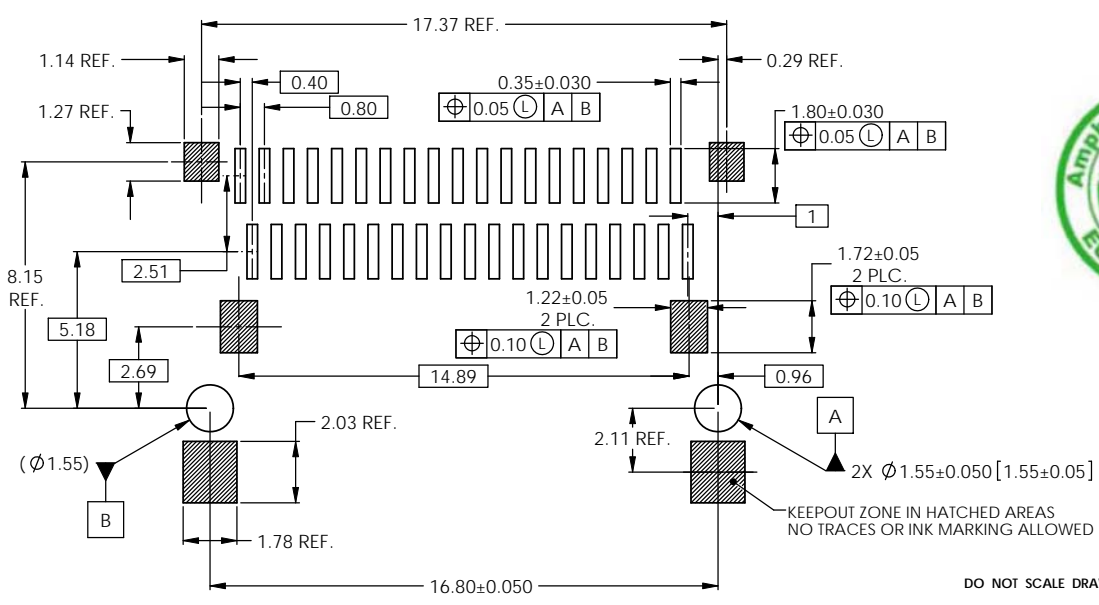 17.37 REF.
1.14 REF.
0.29 REF.
0.40
0.35±0.030
⌖ 0.05 Ⓛ A B
1.27 REF.
0.80
1.80±0.030
⌖ 0.05 Ⓛ A B
1
8.15
REF.
2.51
1.72±0.05
2 PLC.
⌖ 0.10 Ⓛ A B
1.22±0.05
2 PLC.
⌖ 0.10 Ⓛ A B
5.18
2.69
14.89
0.96
A
2.03 REF.
2.11 REF.
(∅1.55)
2X ∅1.55±0.050 [1.55±0.05]
B
KEEPOUT ZONE IN HATCHED AREAS
NO TRACES OR INK MARKING ALLOWED
1.78 REF.
16.80±0.050
DO NOT SCALE DRA
Amph